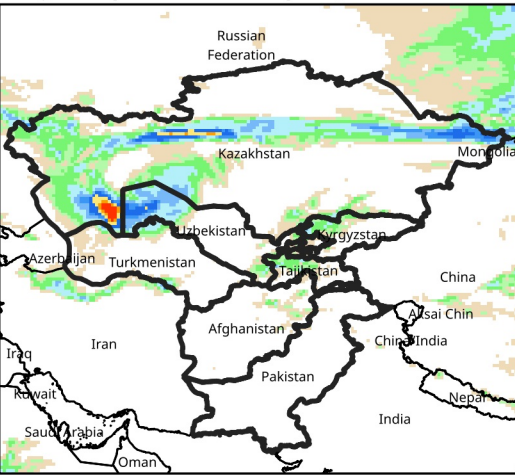 Russian
Federation
Kazakhstan
Mongolia
Uzbekistan
Kyrgyzstan
Azerbaijan
Turkmenistan
Tajikistan
China
Aksai Chin
Afghanistan
China/India
Iran
Iraq
Pakistan
Kuwait
Nepal
India
Saudi Arabia
Oman